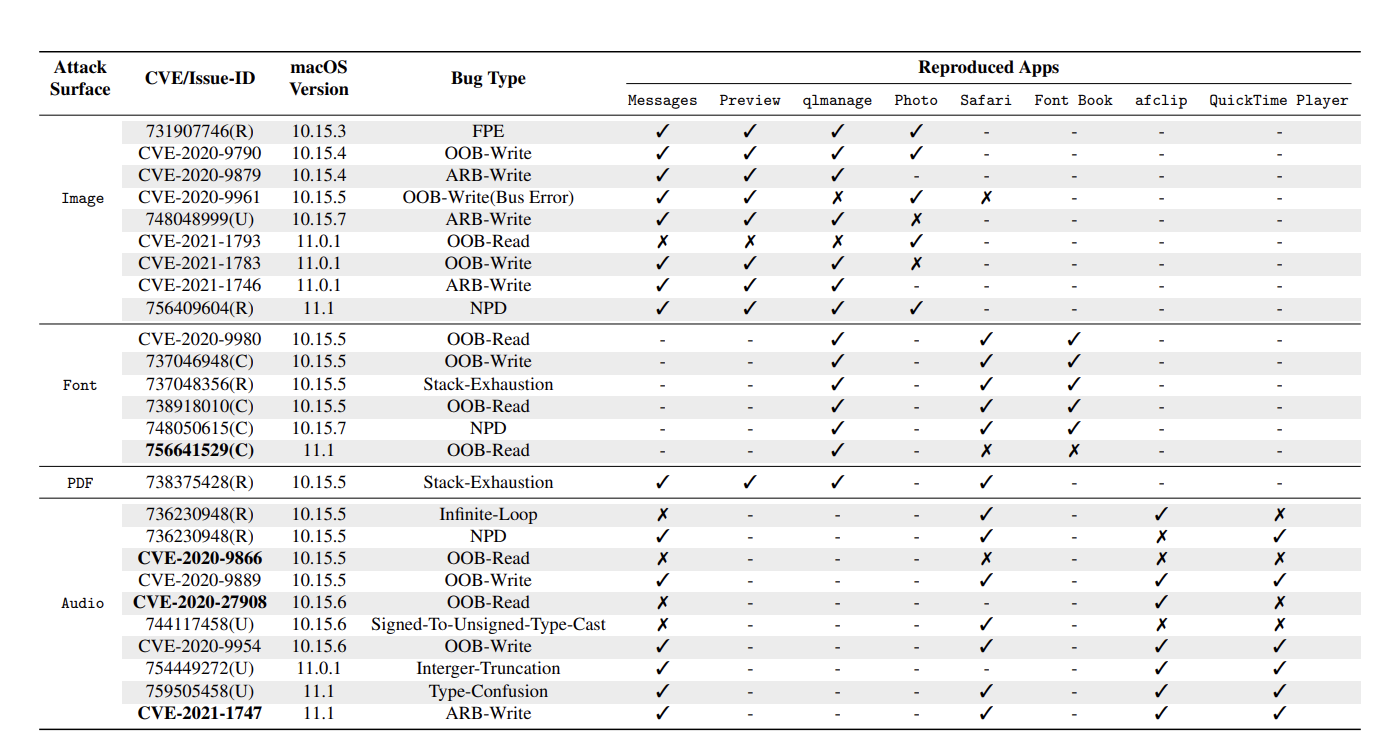 Attack Surface CVE/Issue-ID macOS Version Bug Type Reproduced Apps
Messages Preview qlmanage Photo Safari Font Book afclip QuickTime Player
731907746(R) 10.15.3 FPE ✓ ✓ ✓ ✓ - - - -
CVE-2020-9790 10.15.4 OOB-Write ✓ ✓ ✓ ✓ - - - -
CVE-2020-9879 10.15.4 ARB-Write ✓ ✓ ✓ - - - - -
Image CVE-2020-9961 10.15.5 OOB-Write(Bus Error) ✓ ✓ ✗ ✓ ✗ - - -
748048999(U) 10.15.7 ARB-Write ✓ ✓ ✓ ✗ - - - -
CVE-2021-1793 11.0.1 OOB-Read ✗ ✗ ✗ ✓ - - - -
CVE-2021-1783 11.0.1 OOB-Write ✓ ✓ ✓ ✗ - - - -
CVE-2021-1746 11.0.1 ARB-Write ✓ ✓ ✓ - - - - -
756409604(R) 11.1 NPD ✓ ✓ ✓ ✓ - - - -
CVE-2020-9980 10.15.5 OOB-Read - - ✓ - ✓ ✓ - -
737046948(C) 10.15.5 OOB-Write - - ✓ - ✓ ✓ - -
Font 737048356(R) 10.15.5 Stack-Exhaustion - - ✓ - ✓ ✓ - -
738918010(C) 10.15.5 OOB-Read - - ✓ - ✓ ✓ - -
748050615(C) 10.15.7 NPD - - ✓ - ✓ ✓ - -
756641529(C) 11.1 OOB-Read - - ✓ - ✗ ✗ - -
PDF 738375428(R) 10.15.5 Stack-Exhaustion ✓ ✓ ✓ - ✓ - - -
736230948(R) 10.15.5 Infinite-Loop ✗ - - - ✓ - ✓ ✗
736230948(R) 10.15.5 NPD ✓ - - - ✓ - ✗ ✓
CVE-2020-9866 10.15.5 OOB-Read ✗ - - - ✗ - ✗ ✗
CVE-2020-9889 10.15.5 OOB-Write ✓ - - - ✓ - ✓ ✓
Audio CVE-2020-27908 10.15.6 OOB-Read ✗ - - - - - ✓ ✗
744117458(U) 10.15.6 Signed-To-Unsigned-Type-Cast ✗ - - - ✓ - ✗ ✗
CVE-2020-9954 10.15.6 OOB-Write ✓ - - - ✓ - ✓ ✓
754449272(U) 11.0.1 Interger-Truncation ✓ - - - - - ✓ ✓
759505458(U) 11.1 Type-Confusion ✓ - - - ✓ - ✓ ✓
CVE-2021-1747 11.1 ARB-Write ✓ - - - ✓ - ✓ ✓